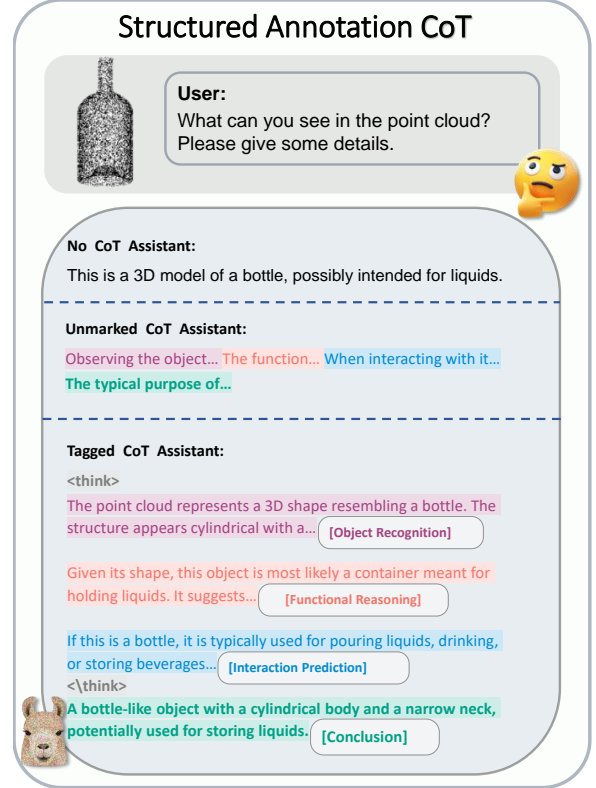 Structured Annotation CoT
User:
What can you see in the point cloud?
Please give some details.
No CoT Assistant:
This is a 3D model of a bottle, possibly intended for liquids.
Unmarked CoT Assistant:
Observing the object... The function... When interacting with it...
The typical purpose of...
Tagged CoT Assistant:
<think>
The point cloud represents a 3D shape resembling a bottle. The
structure appears cylindrical with a... [Object Recognition]
Given its shape, this object is most likely a container meant for
holding liquids. It suggests... [Functional Reasoning]
If this is a bottle, it is typically used for pouring liquids, drinking,
or storing beverages... [Interaction Prediction]
<\think>
A bottle-like object with a cylindrical body and a narrow neck,
potentially used for storing liquids. [Conclusion]